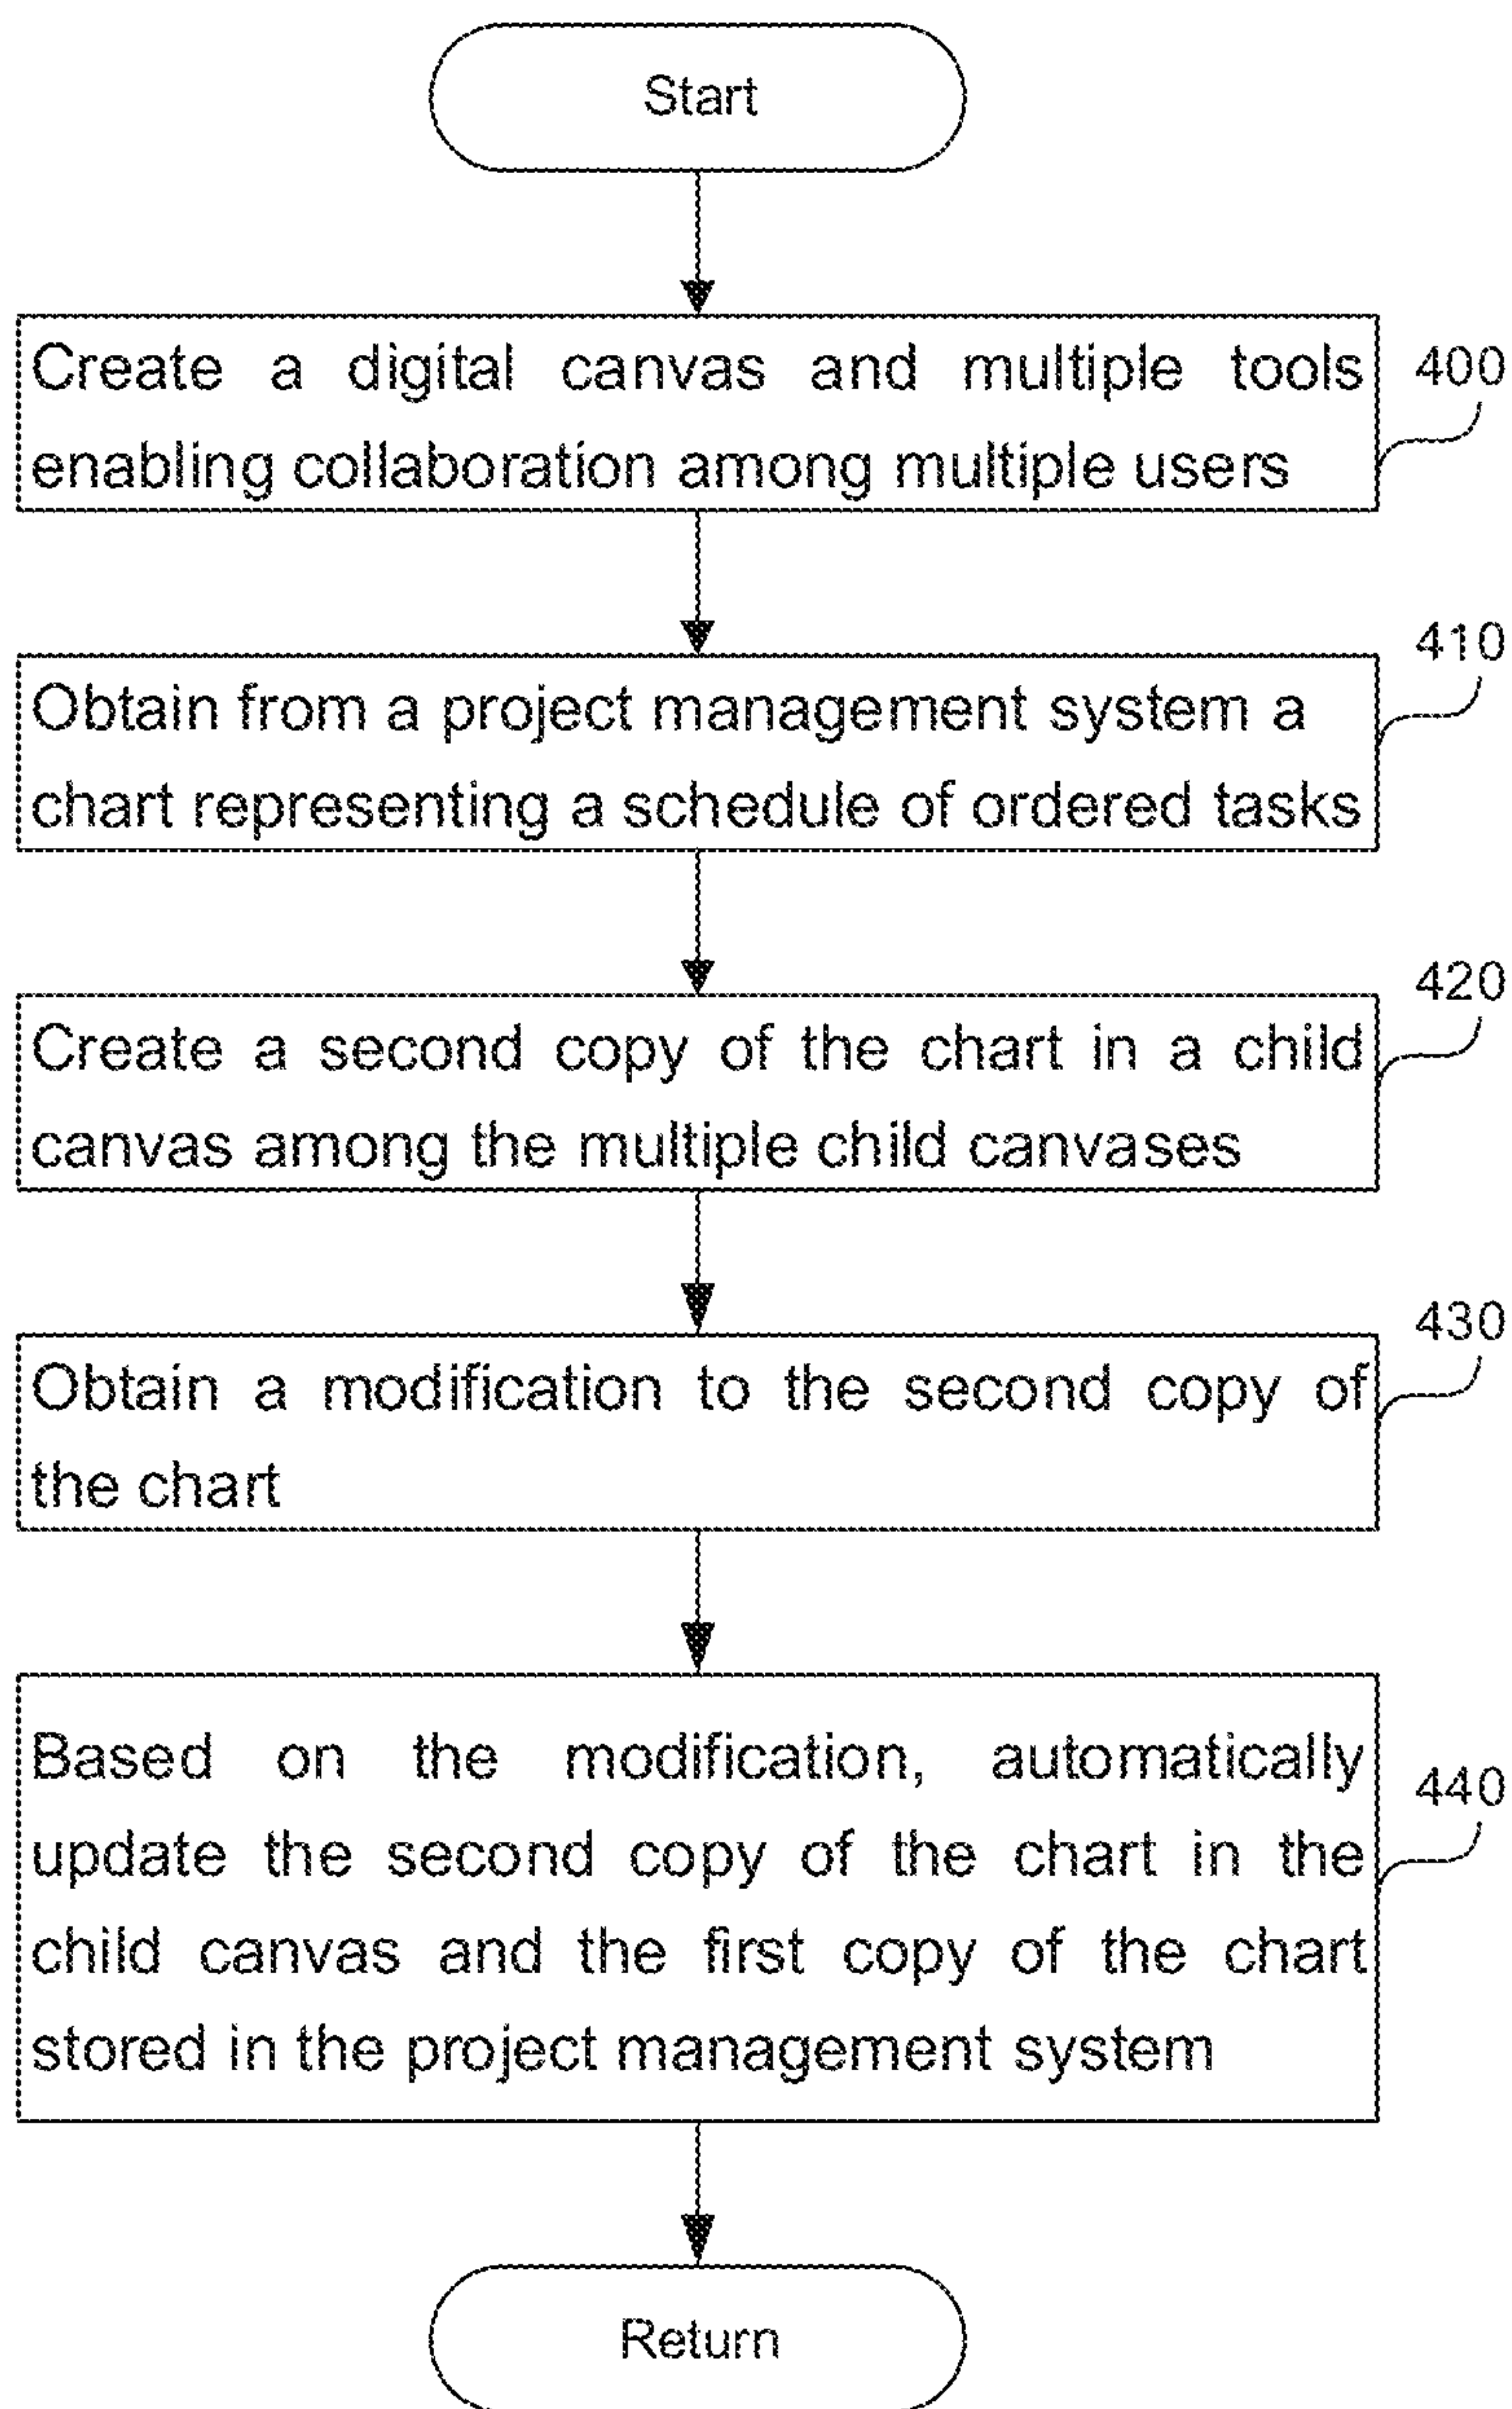 Start
Create a digital canvas and multiple tools
enabling collaboration among multiple users
400
Obtain from a project management system a
chart representing a schedule of ordered tasks
410
Create a second copy of the chart in a child
canvas among the multiple child canvases
420
Obtain a modification to the second copy of
the chart
430
Based on the modification, automatically
update the second copy of the chart in the
child canvas and the first copy of the chart
stored in the project management system
440
Return